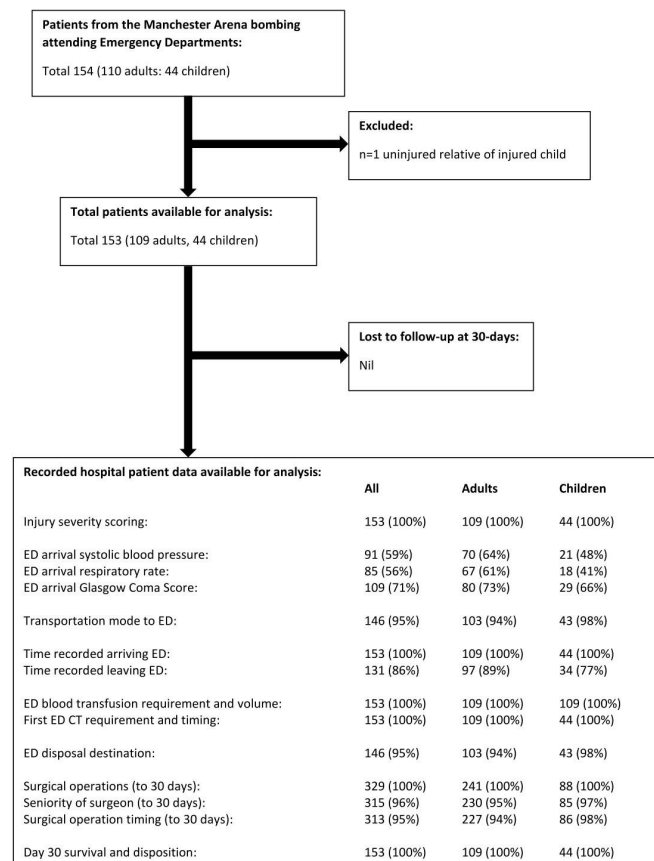 Patients from the Manchester Arena bombing
attending Emergency Departments:
Total 154 (110 adults: 44 children)
Excluded:
n=1 uninjured relative of injured child
Total patients available for analysis:
Total 153 (109 adults, 44 children)
Lost to follow-up at 30-days:
Nil
Recorded hospital patient data available for analysis:
All Adults Children
Injury severity scoring: 153 (100%) 109 (100%) 44 (100%)
ED arrival systolic blood pressure: 91 (59%) 70 (64%) 21 (48%)
ED arrival respiratory rate: 85 (56%) 67 (61%) 18 (41%)
ED arrival Glasgow Coma Score: 109 (71%) 80 (73%) 29 (66%)
Transportation mode to ED: 146 (95%) 103 (94%) 43 (98%)
Time recorded arriving ED: 153 (100%) 109 (100%) 44 (100%)
Time recorded leaving ED: 131 (86%) 97 (89%) 34 (77%)
ED blood transfusion requirement and volume: 153 (100%) 109 (100%) 109 (100%)
First ED CT requirement and timing: 153 (100%) 109 (100%) 44 (100%)
ED disposal destination: 146 (95%) 103 (94%) 43 (98%)
Surgical operations (to 30 days): 329 (100%) 241 (100%) 88 (100%)
Seniority of surgeon (to 30 days): 315 (96%) 230 (95%) 85 (97%)
Surgical operation timing (to 30 days): 313 (95%) 227 (94%) 86 (98%)
Day 30 survival and disposition: 153 (100%) 109 (100%) 44 (100%)